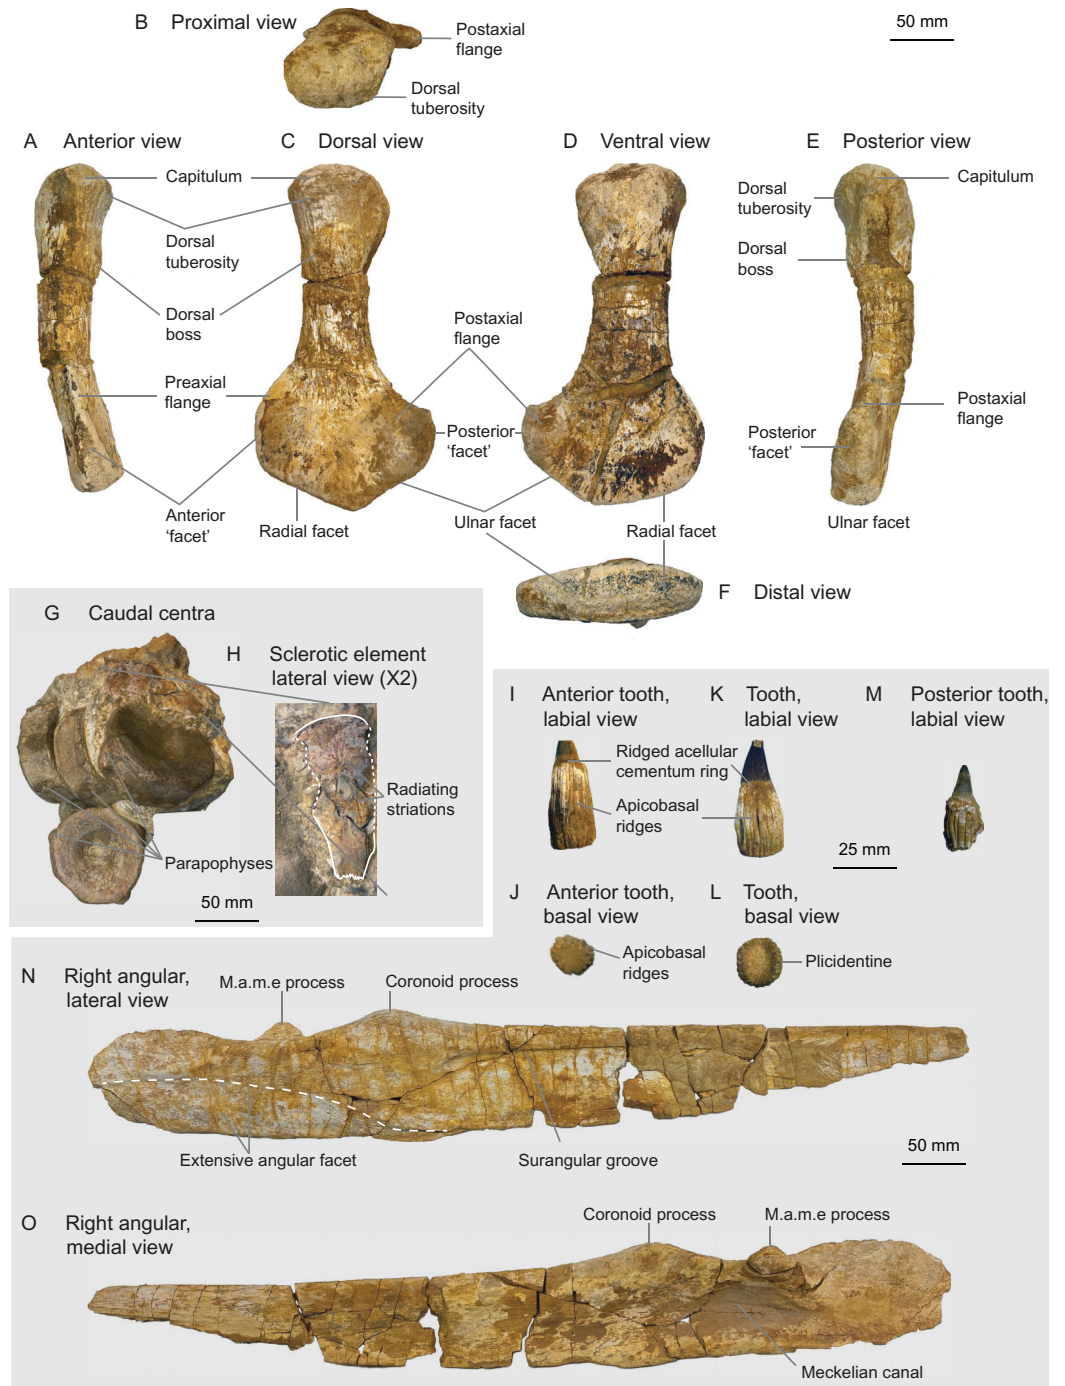 B Proximal view
50 mm
Postaxial
flange
Dorsal
tuberosity
A Anterior view
C Dorsal view
D Ventral view
E Posterior view
Capitulum
Dorsal
tuberosity
Dorsal
boss
Preaxial
flange
Anterior
‘facet’
Radial facet
Postaxial
flange
Posterior
‘facet’
Ulnar facet
Radial facet
Dorsal
tuberosity
Dorsal
boss
Capitulum
Postaxial
flange
Posterior
‘facet’
Ulnar facet
F Distal view
G Caudal centra
H Sclerotic element
lateral view (X2)
Radiating
striations
Parapophyses
50 mm
I Anterior tooth,
labial view
K Tooth,
labial view
M Posterior tooth,
labial view
Ridged acellular
cementum ring
Apicobasal
ridges
25 mm
J Anterior tooth,
basal view
L Tooth,
basal view
Apicobasal
ridges
Plicidentine
N Right angular,
lateral view
M.a.m.e process
Coronoid process
Extensive angular facet
Surangular groove
50 mm
O Right angular,
medial view
Coronoid process
M.a.m.e process
Meckelian canal